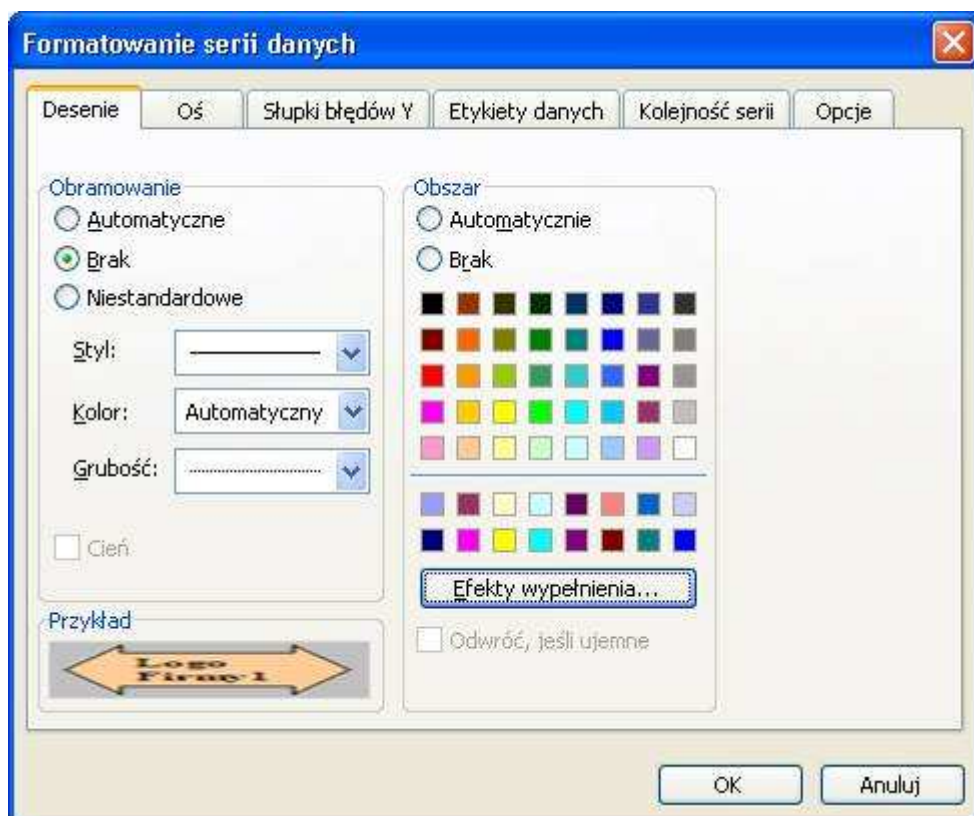 Formatowanie serii danych
Desenie Oś Słupki błędów Y Etykiety danych Kolejność serii Opcje
Obramowanie
Automatyczne
Brak
Niestandardowe
Styl:
Kolor: Automatyczny
Grubość:
Cień
Przykład
Logo
Firmy 1
Obszar
Automatycznie
Brak
Efekty wypełnienia...
Odwróć, jeśli ujemne
OK Anuluj